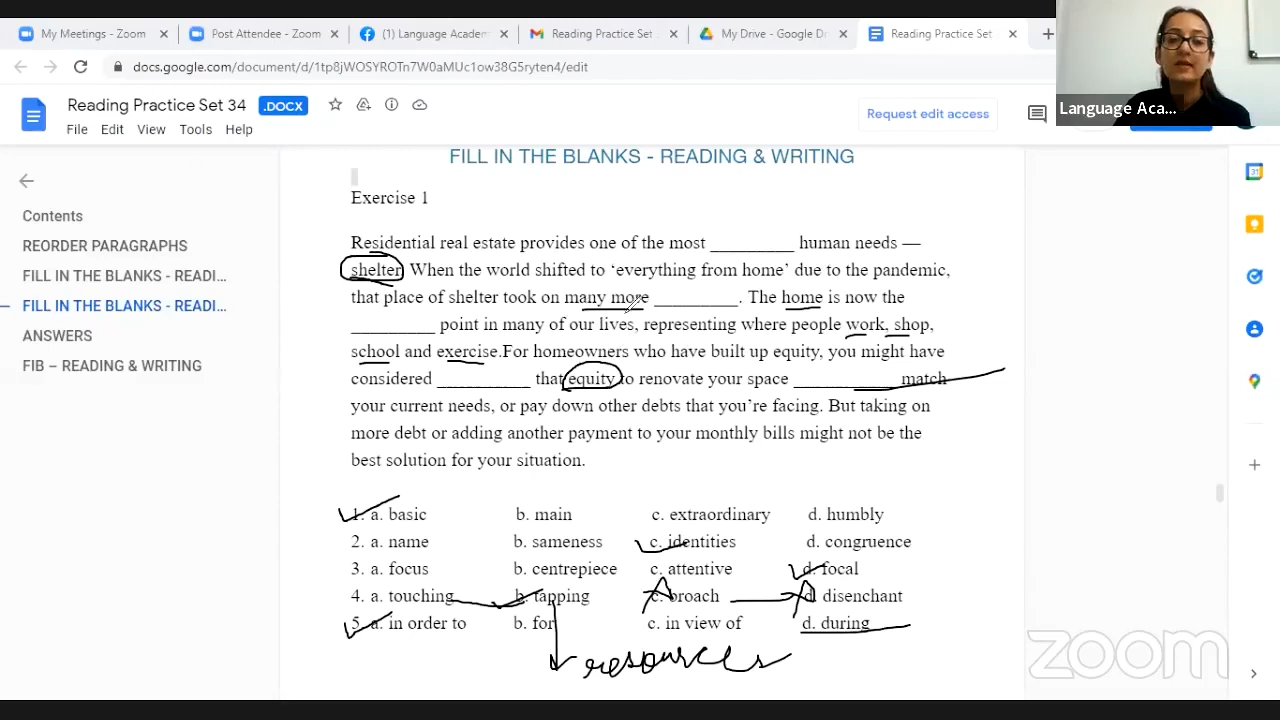 My Meetings - Zoom
Post Attendee - Zoom
(1) Language Acaden
Reading Practice Set
My Drive - Google Dr
Reading Practice Set
docs.google.com/document/d/1tp8jWOSYROTn7W0aMUc1ow38G5ryten4/edit
Reading Practice Set 34 .DOCX
File Edit View Tools Help
Request edit access
Language Aca...
Contents
REORDER PARAGRAPHS
FILL IN THE BLANKS - READI...
FILL IN THE BLANKS - READI...
ANSWERS
FIB – READING & WRITING
FILL IN THE BLANKS - READING & WRITING
Exercise 1
Residential real estate provides one of the most _________ human needs —
shelter. When the world shifted to ‘everything from home’ due to the pandemic,
that place of shelter took on many more _________. The home is now the
_________ point in many of our lives, representing where people work, shop,
school and exercise.For homeowners who have built up equity, you might have
considered __________ that equity to renovate your space ___________ match
your current needs, or pay down other debts that you’re facing. But taking on
more debt or adding another payment to your monthly bills might not be the
best solution for your situation.
1. a. basic b. main c. extraordinary d. humbly
2. a. name b. sameness c. identities d. congruence
3. a. focus b. centrepiece c. attentive d. focal
4. a. touching b. tapping c. broach d. disenchant
5. a. in order to b. for c. in view of d. during
resources
zoom
31